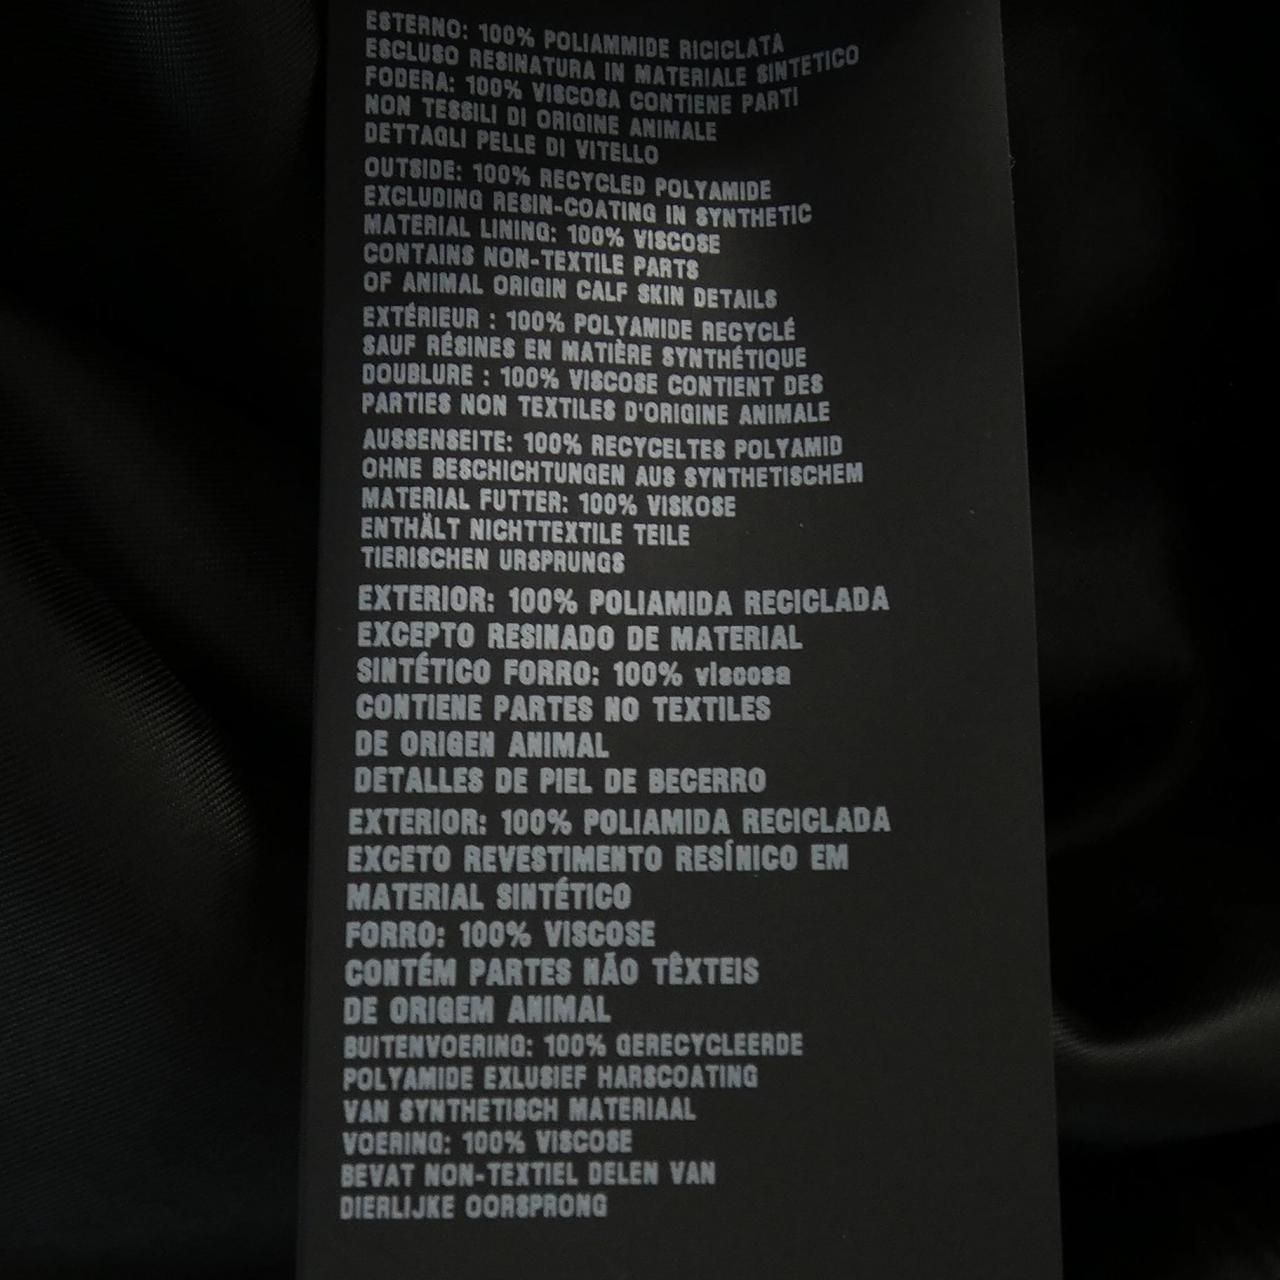 ESTERNO: 100% POLIAMMIDE RICICLATA
ESCLUSO RESINATURA IN MATERIALE SINTETICO
FODERA: 100% VISCOSA CONTIENE PARTI
NON TESSILI DI ORIGINE ANIMALE
DETTAGLI PELLE DI VITELLO
OUTSIDE: 100% RECYCLED POLYAMIDE
EXCLUDING RESIN-COATING IN SYNTHETIC
MATERIAL LINING: 100% VISCOSE
CONTAINS NON-TEXTILE PARTS
OF ANIMAL ORIGIN CALF SKIN DETAILS
EXTÉRIEUR : 100% POLYAMIDE RECYCLÉ
SAUF RÉSINES EN MATIÈRE SYNTHÉTIQUE
DOUBLURE : 100% VISCOSE CONTIENT DES
PARTIES NON TEXTILES D'ORIGINE ANIMALE
AUSSENSEITE: 100% RECYCELTES POLYAMID
OHNE BESCHICHTUNGEN AUS SYNTHETISCHEM
MATERIAL FUTTER: 100% VISKOSE
ENTHÄLT NICHTTEXTILE TEILE
TIERISCHEN URSPRUNGS
EXTERIOR: 100% POLIAMIDA RECICLADA
EXCEPTO RESINADO DE MATERIAL
SINTÉTICO FORRO: 100% viscosa
CONTIENE PARTES NO TEXTILES
DE ORIGEN ANIMAL
DETALLES DE PIEL DE BECERRO
EXTERIOR: 100% POLIAMIDA RECICLADA
EXCETO REVESTIMENTO RESÍNICO EM
MATERIAL SINTÉTICO
FORRO: 100% VISCOSE
CONTÉM PARTES NÃO TÊXTEIS
DE ORIGEM ANIMAL
BUITENVOERING: 100% GERECYCLEERDE
POLYAMIDE EXLUSIEF HARSCOATING
VAN SYNTHETISCH MATERIAAL
VOERING: 100% VISCOSE
BEVAT NON-TEXTIEL DELEN VAN
DIERLIJKE OORSPRONG